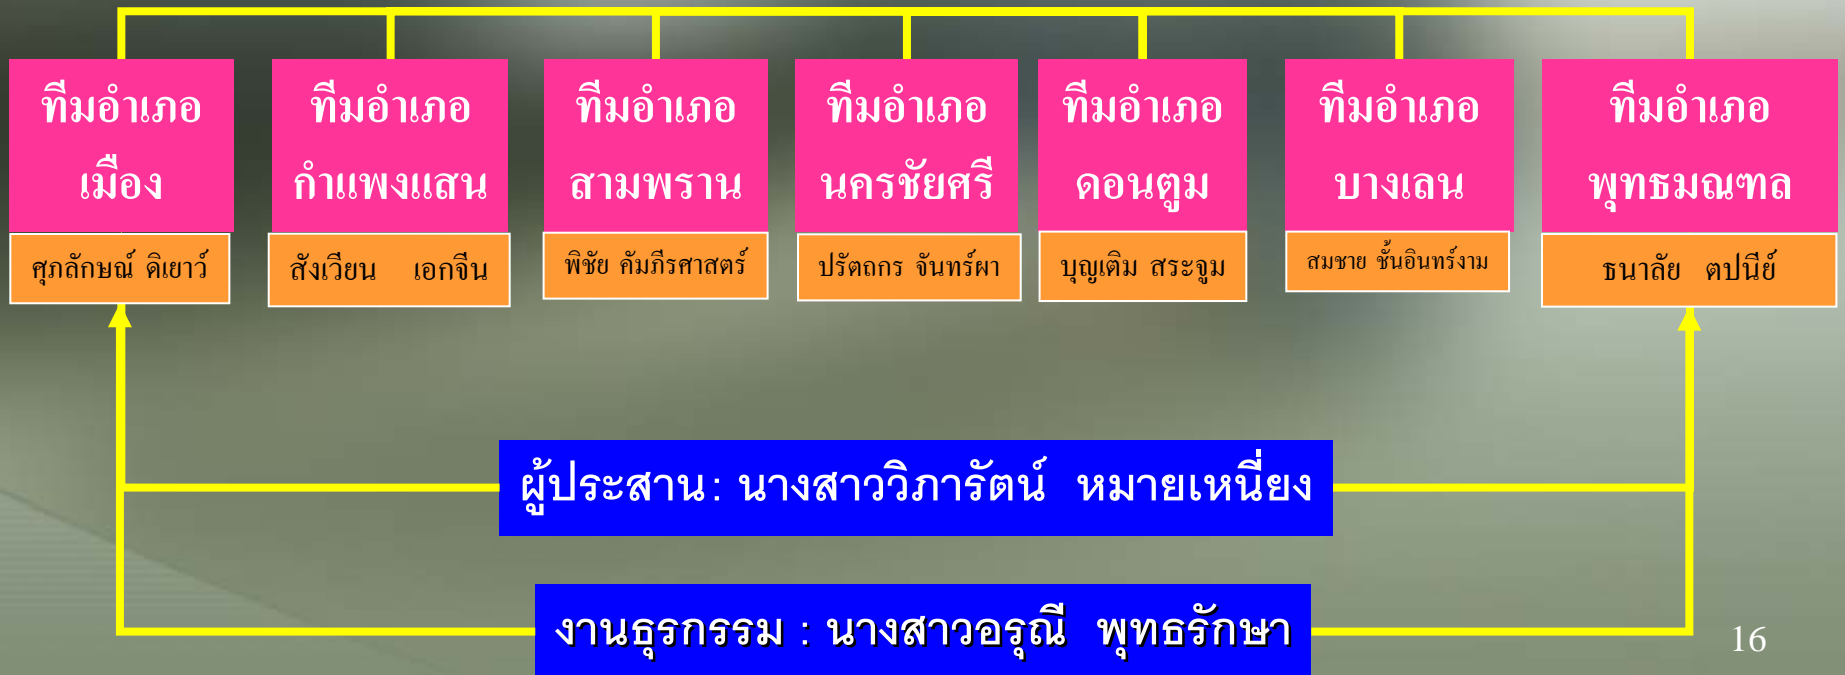 ทีมอำเภอ
เมือง
ศุภลักษณ์ ดิเยาว์
ทีมอำเภอ
กำแพงแสน
สังเวียน เอกจีน
ทีมอำเภอ
สามพราน
พิชัย คัมภีรศาสตร์
ทีมอำเภอ
นครชัยศรี
ปรัตถกร จันทร์ผา
ทีมอำเภอ
ดอนตูม
บุญเติม สระจูม
ทีมอำเภอ
บางเลน
สมชาย ชั้นอินทร์งาม
ทีมอำเภอ
พุทธมณฑล
ธนาลัย ตปนีย์
ผู้ประสาน: นางสาววิภารัตน์ หมายเหนี่ยง
งานธุรกรรม : นางสาวอรุณี พุทธรักษา
16